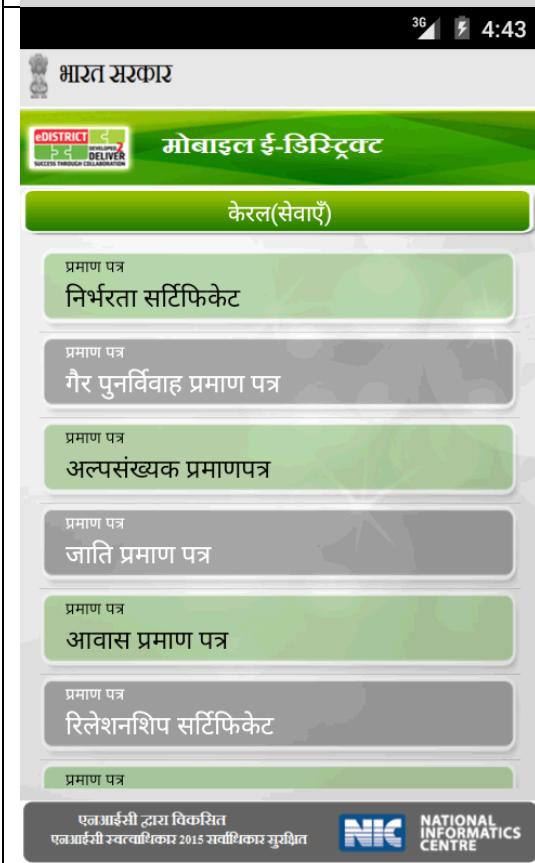 3G 4:43
भारत सरकार
eDISTRICT
DEVELOPED 2
DELIVER
SUCCESS THROUGH COLLABORATION
मोबाइल ई-डिस्ट्रिक्ट
केरल(सेवाएँ)
प्रमाण पत्र
निर्भरता सर्टिफिकेट
प्रमाण पत्र
गैर पुनर्विवाह प्रमाण पत्र
प्रमाण पत्र
अल्पसंख्यक प्रमाणपत्र
प्रमाण पत्र
जाति प्रमाण पत्र
प्रमाण पत्र
आवास प्रमाण पत्र
प्रमाण पत्र
रिलेशनशिप सर्टिफिकेट
प्रमाण पत्र
एनआईसी द्वारा विकसित
एनआईसी स्वत्वाधिकार 2015 सर्वाधिकार सुरक्षित
NIC
NATIONAL
INFORMATICS
CENTRE